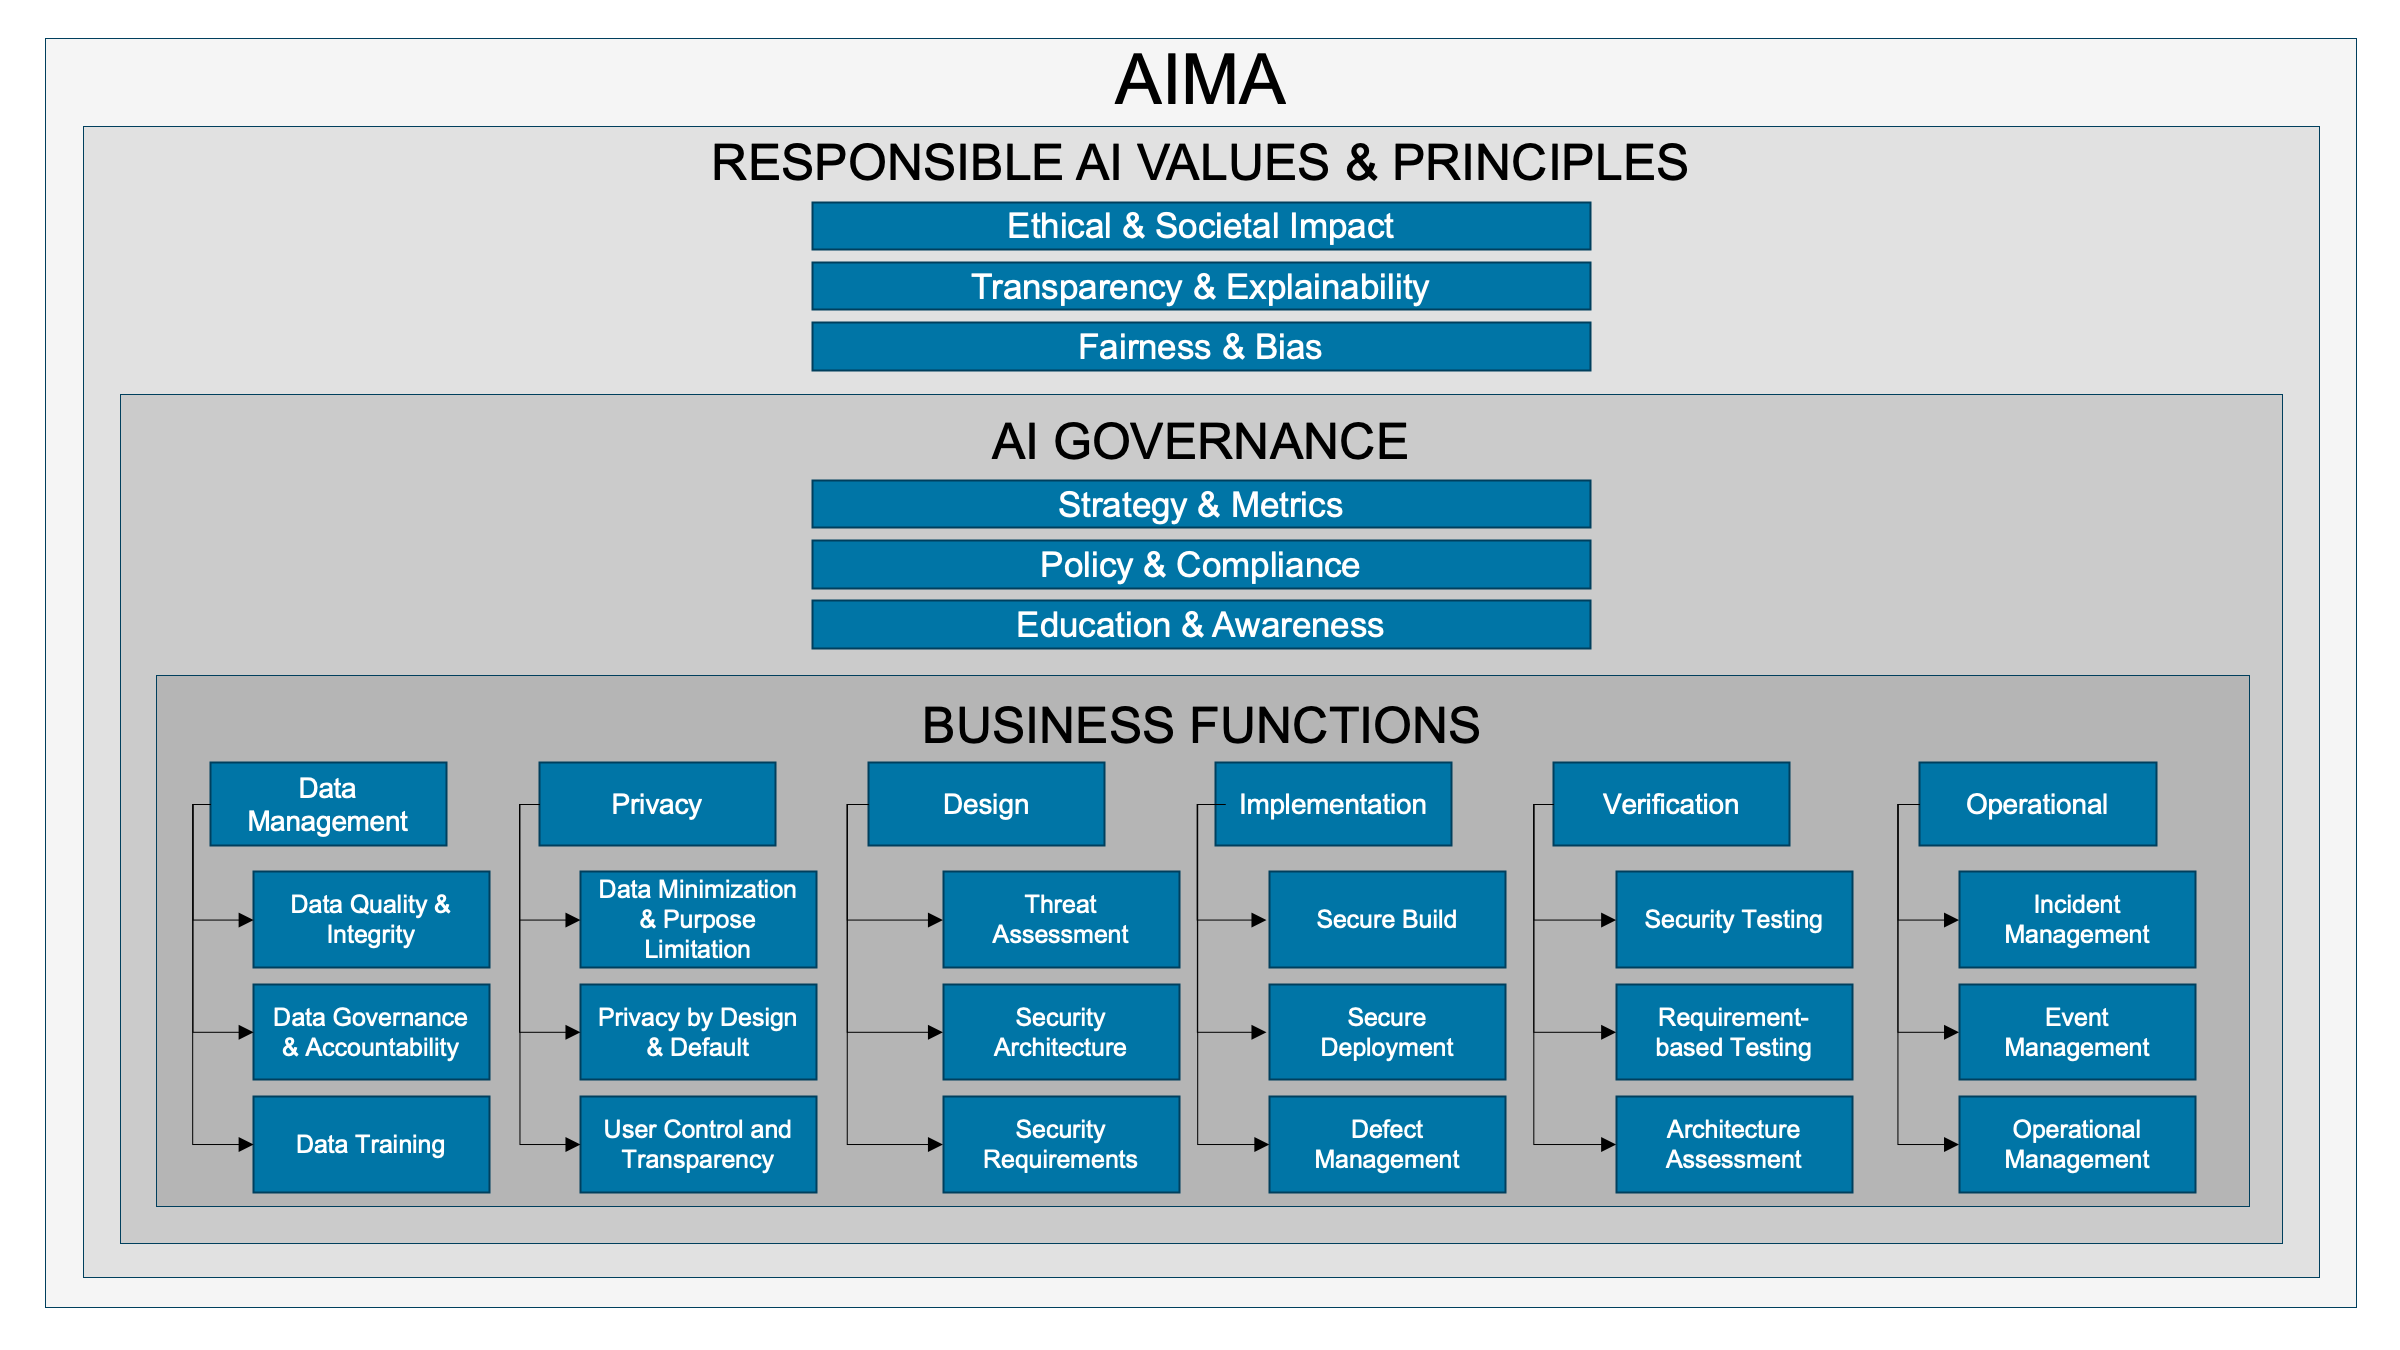 AIMA
RESPONSIBLE AI VALUES & PRINCIPLES
Ethical & Societal Impact
Transparency & Explainability
Fairness & Bias
AI GOVERNANCE
Strategy & Metrics
Policy & Compliance
Education & Awareness
BUSINESS FUNCTIONS
Data
Management
Data Quality &
Integrity
Data Governance
& Accountability
Data Training
Privacy
Data Minimization
& Purpose
Limitation
Privacy by Design
& Default
User Control and
Transparency
Design
Threat
Assessment
Security
Architecture
Security
Requirements
Implementation
Secure Build
Secure
Deployment
Defect
Management
Verification
Security Testing
Requirement-
based Testing
Architecture
Assessment
Operational
Incident
Management
Event
Management
Operational
Management